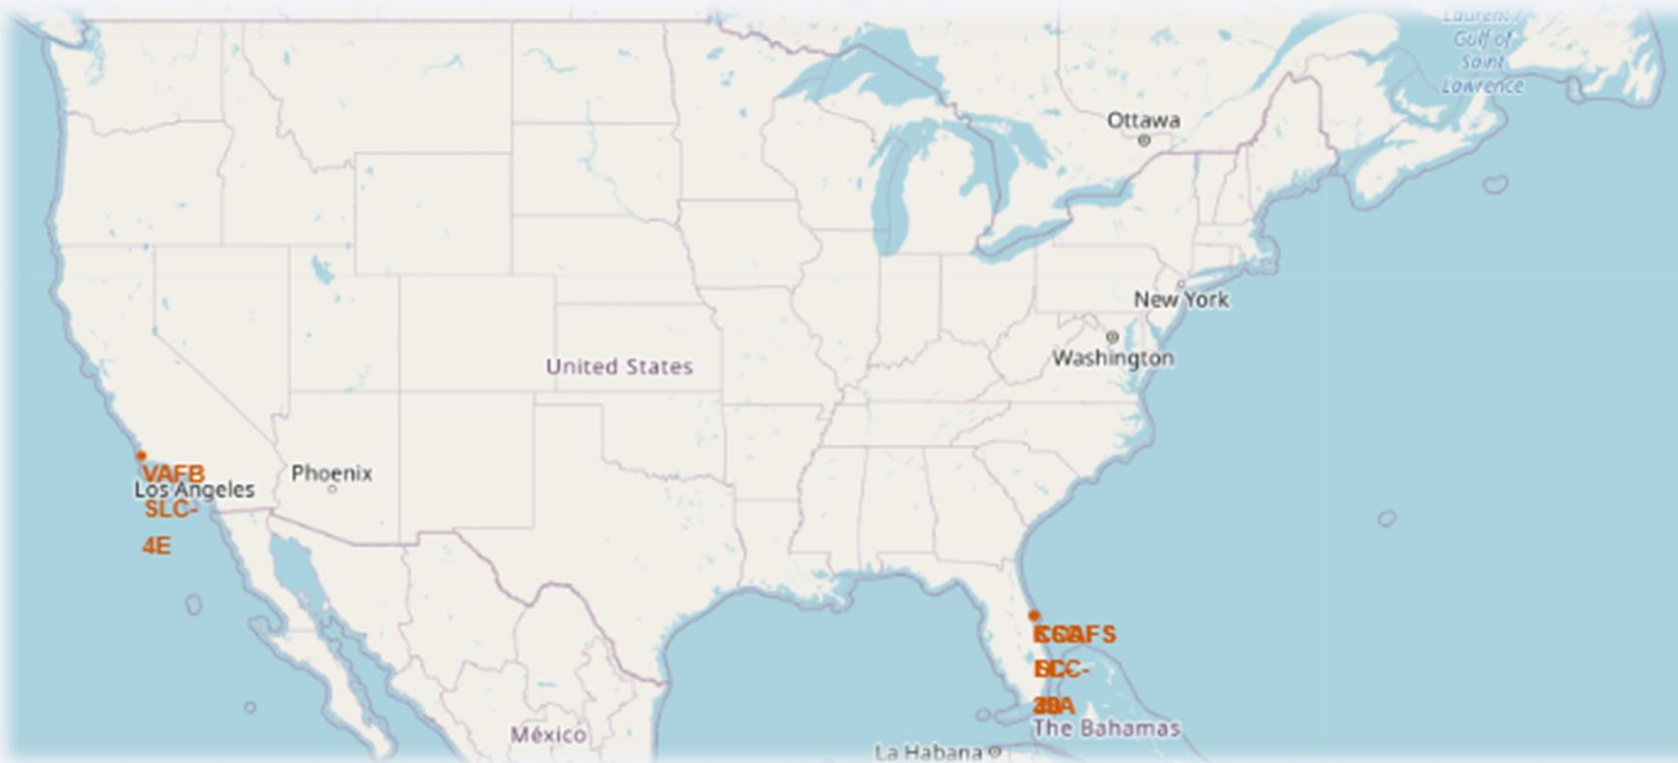 Laurent /
Gulf of
Saint
Lawrence
Ottawa
New York
Washington
United States
VAFB
Los Angeles
SLC-
4E
Phoenix
México
The Bahamas
La Habana